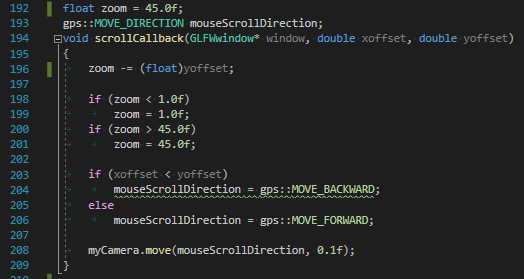 192 float zoom = 45.0f;
193 gps::MOVE_DIRECTION mouseScrollDirection;
194 void scrollCallback(GLFWwindow* window, double xoffset, double yoffset)
195 {
196 zoom -= (float)yoffset;
197
198 if (zoom < 1.0f)
199 zoom = 1.0f;
200 if (zoom > 45.0f)
201 zoom = 45.0f;
202
203 if (xoffset < yoffset)
204 mouseScrollDirection = gps::MOVE_BACKWARD;
205 else
206 mouseScrollDirection = gps::MOVE_FORWARD;
207
208 myCamera.move(mouseScrollDirection, 0.1f);
209 }